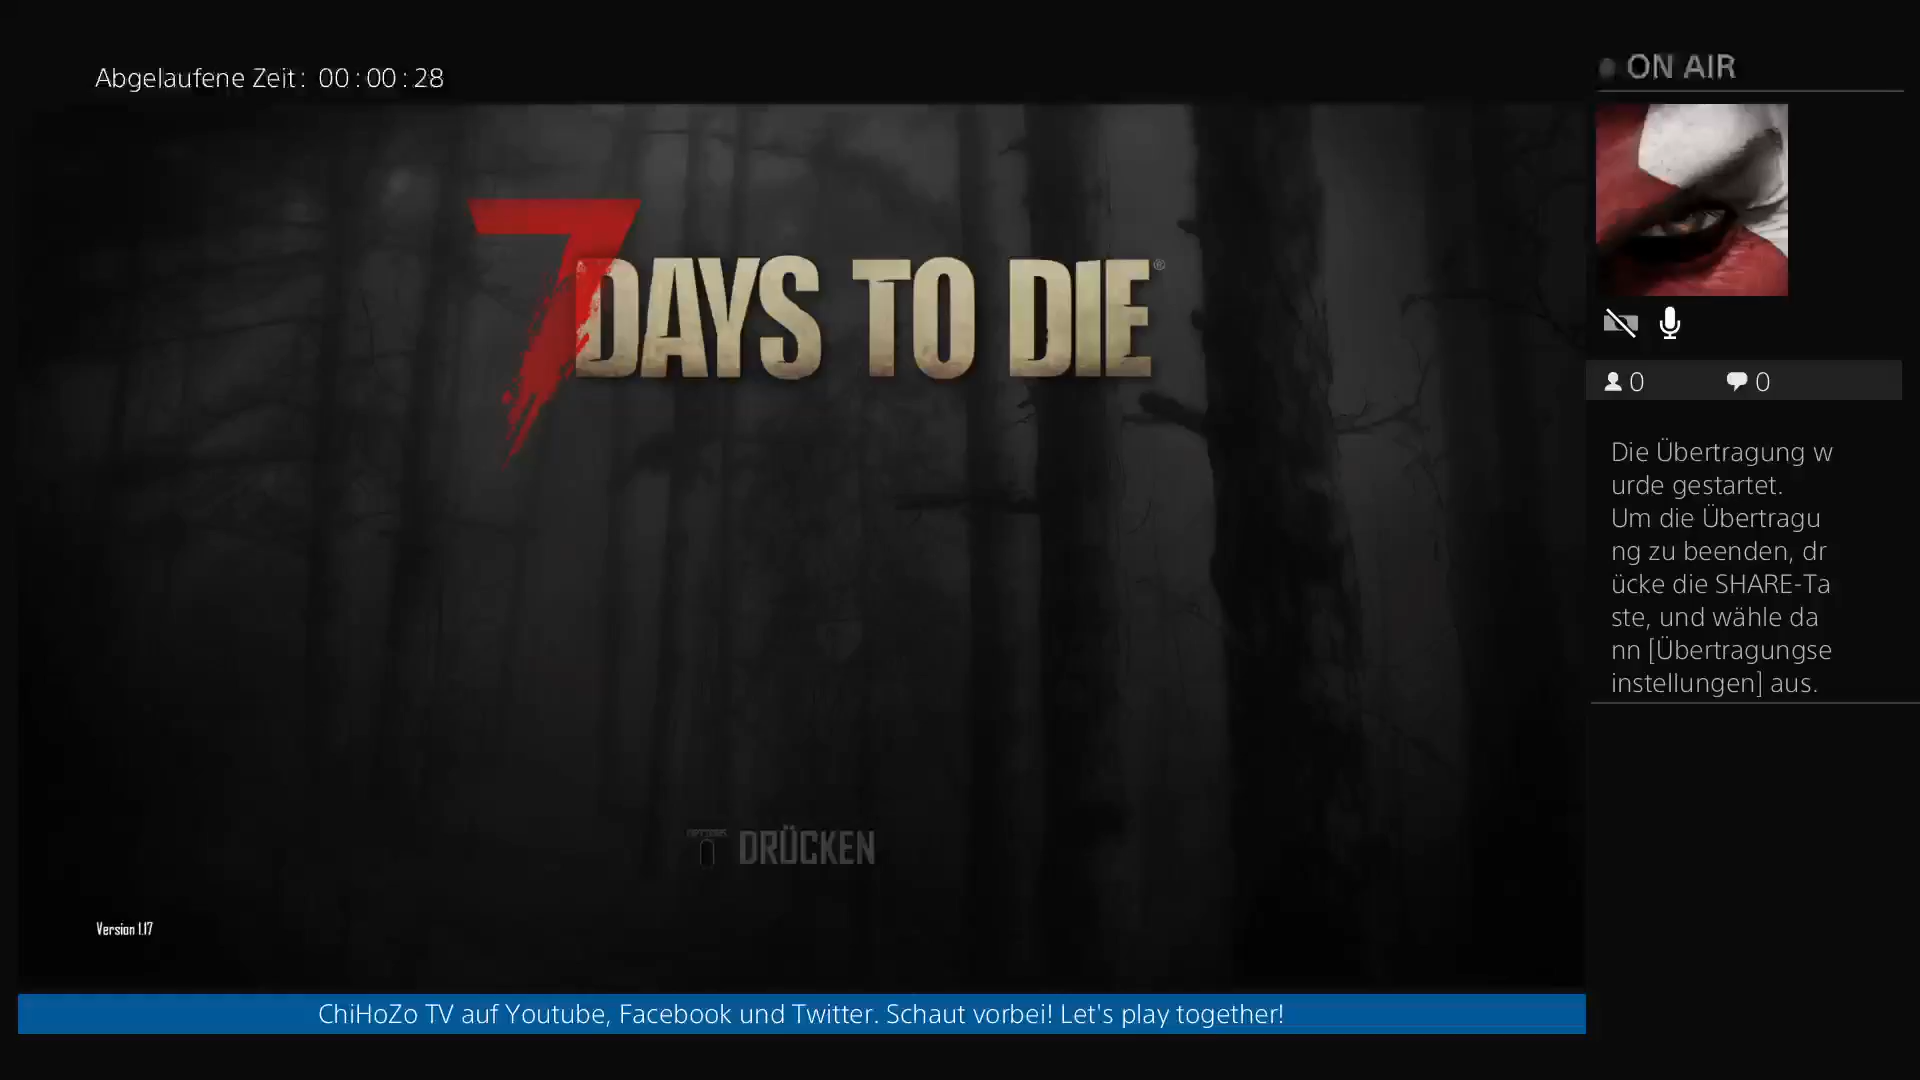 Abgelaufene Zeit: 00:00:28
ON AIR
7 DAYS TO DIE®
0 0
Die Übertragung w
urde gestartet.
Um die Übertragu
ng zu beenden, dr
ücke die SHARE-Ta
ste, und wähle da
nn [Übertragungse
instellungen] aus.
OPTIONS DRÜCKEN
Version 1.17
ChiHoZo TV auf Youtube, Facebook und Twitter. Schaut vorbei! Let's play together!